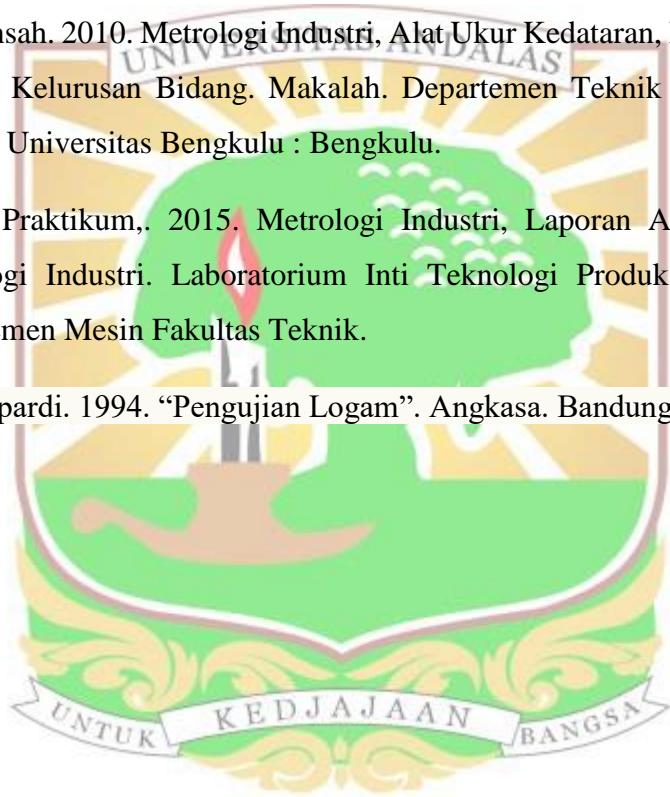 nsah. 2010. Metrologi Industri, Alat Ukur Kedataran,
UNIVERSITAS ANDALAS
Kelurusan Bidang. Makalah. Departemen Teknik
Universitas Bengkulu : Bengkulu.
Praktikum,. 2015. Metrologi Industri, Laporan A
gi Industri. Laboratorium Inti Teknologi Produk
men Mesin Fakultas Teknik.
pardi. 1994. “Pengujian Logam”. Angkasa. Bandung
UNTUK KEDJAJAAN BANGSA